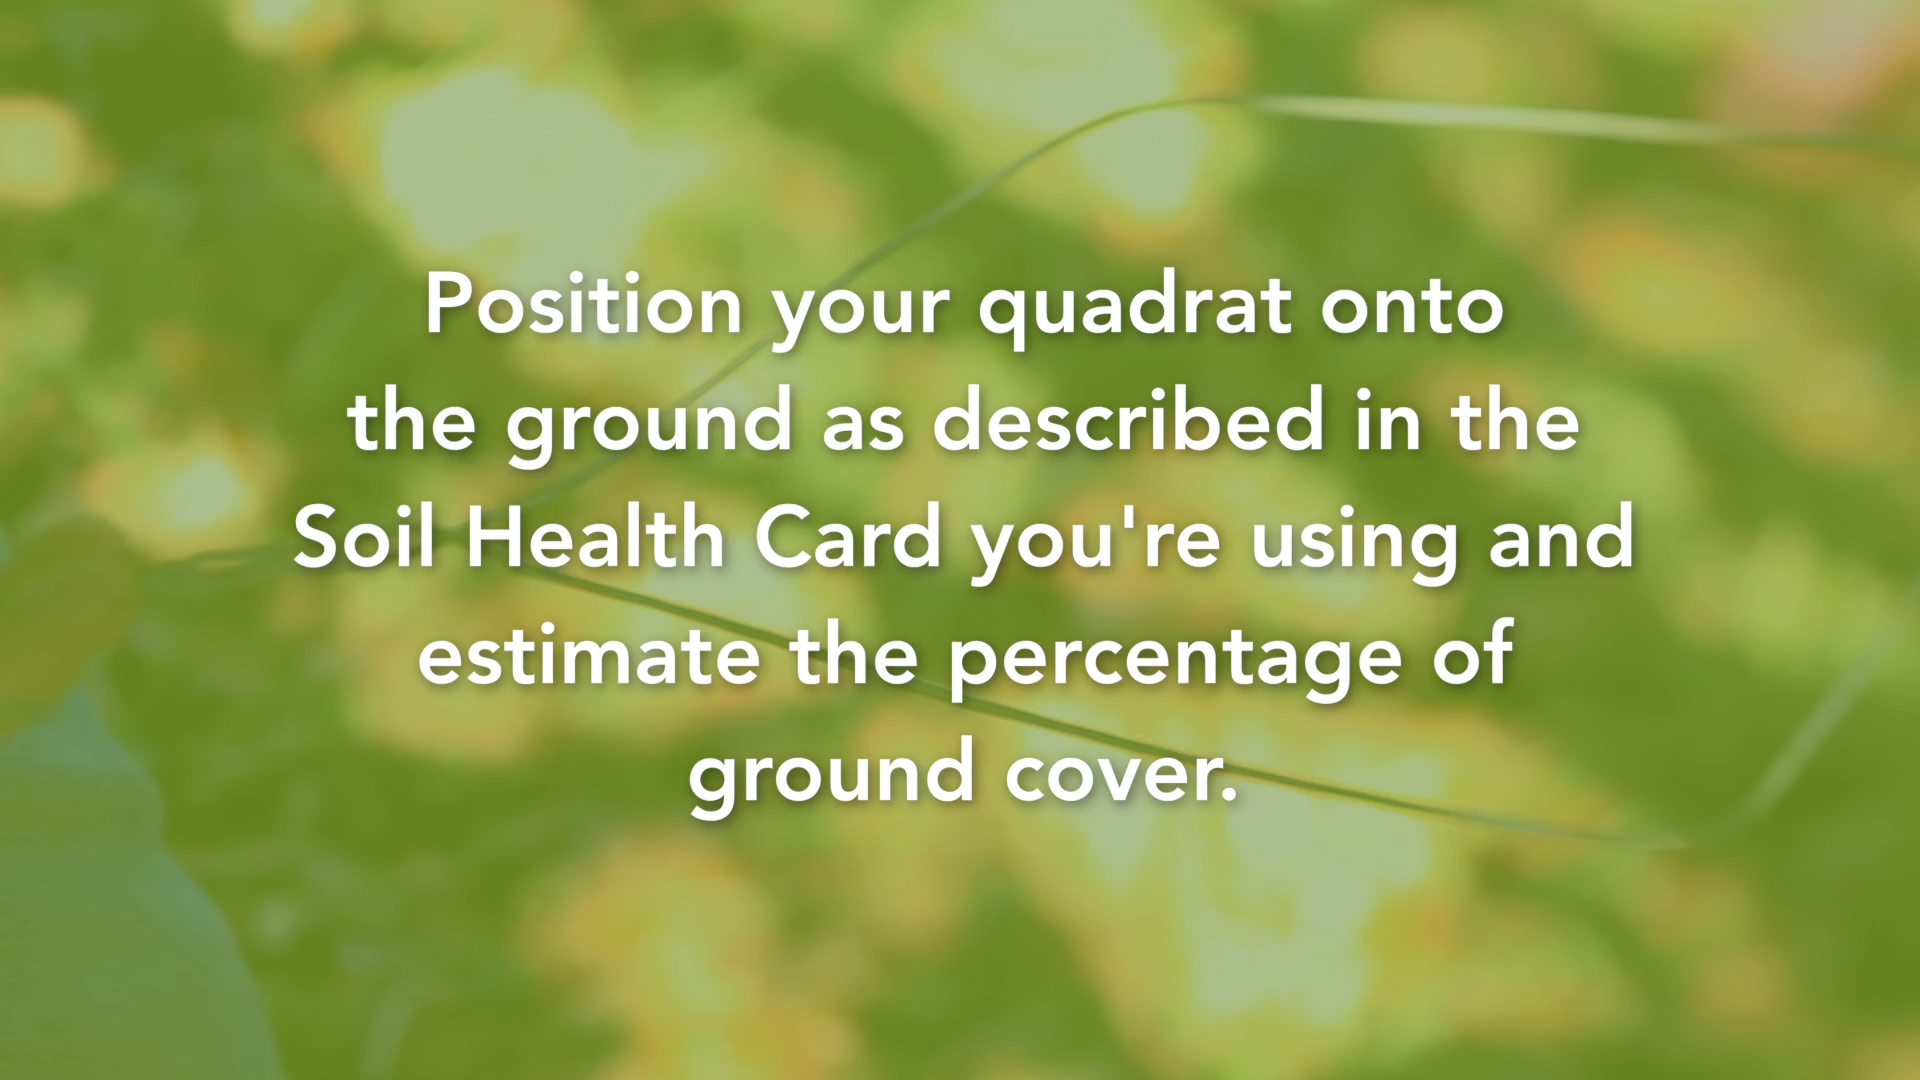 Position your quadrat onto
the ground as described in the
Soil Health Card you're using and
estimate the percentage of
ground cover.